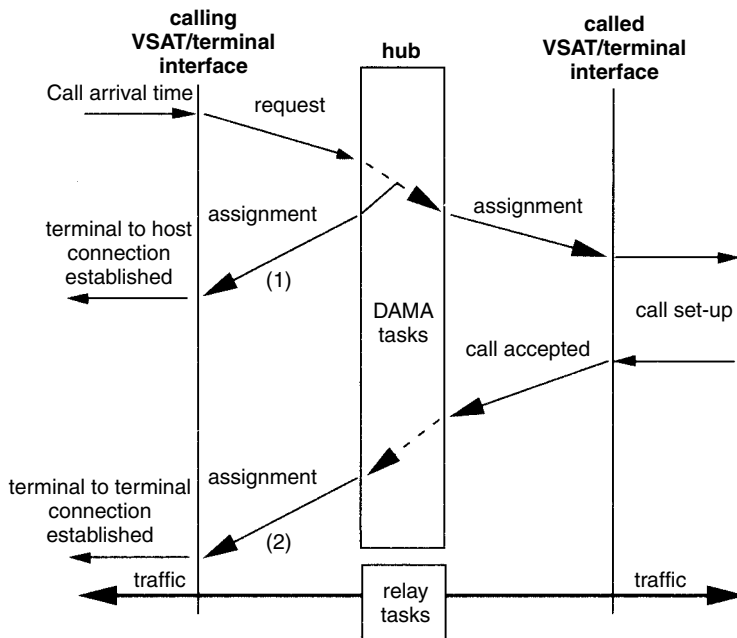 calling
VSAT/terminal
interface
hub
called
VSAT/terminal
interface
Call arrival time
request
assignment
assignment
terminal to host
connection
established
(1)
DAMA
tasks
call set-up
call accepted
assignment
terminal to terminal
connection
established
(2)
traffic
relay
tasks
traffic